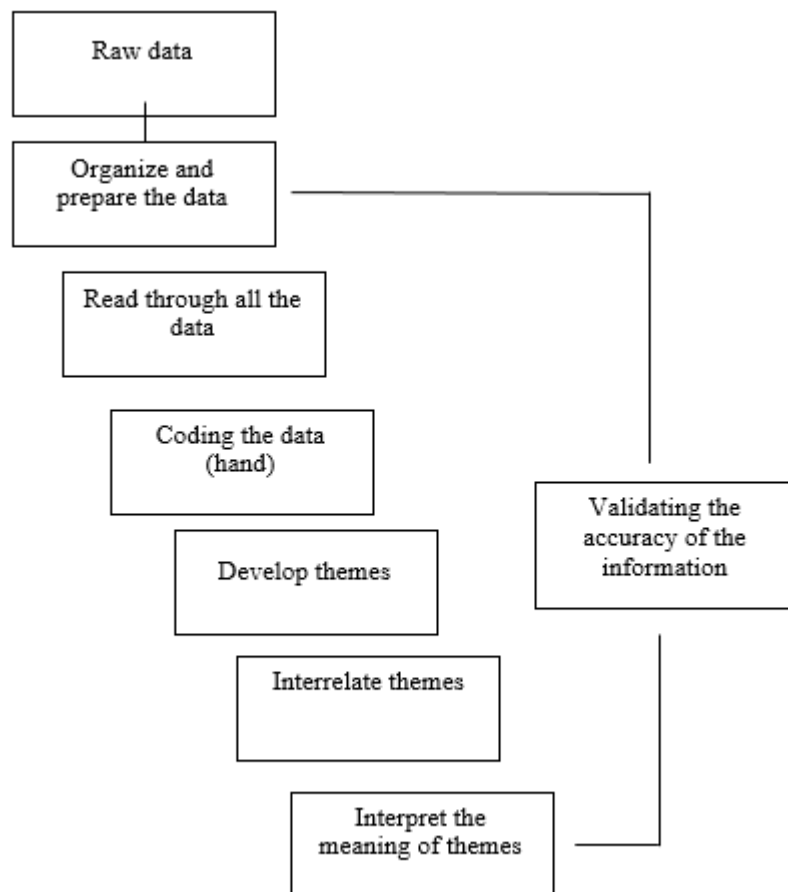 Raw data
Organize and
prepare the data
Read through all the
data
Coding the data
(hand)
Develop themes
Validating the
accuracy of the
information
Interrelate themes
Interpret the
meaning of themes